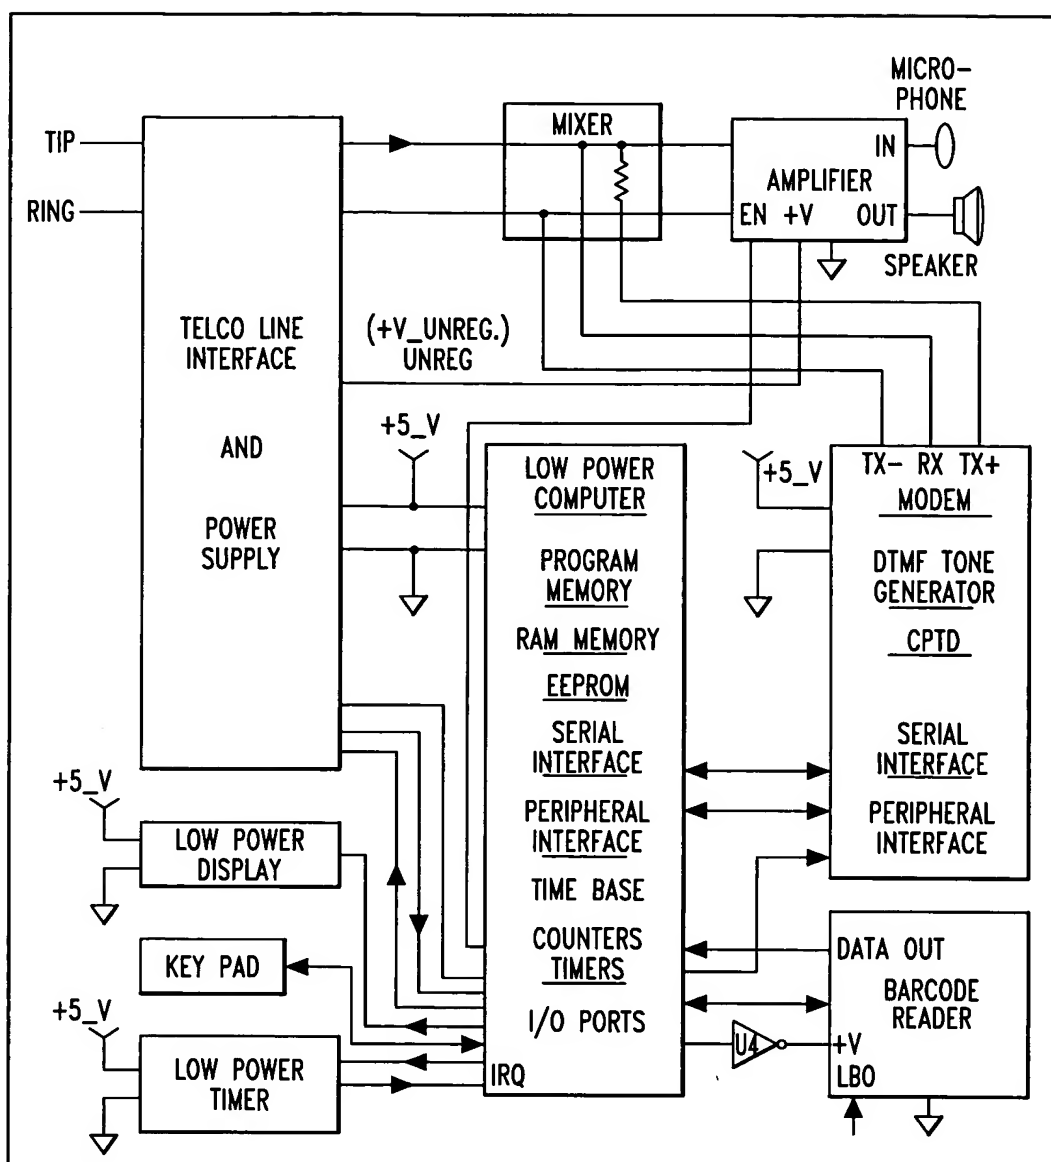 MICRO-
PHONE
MIXER
TIP
IN
AMPLIFIER
RING
EN +V OUT
SPEAKER
TELCO LINE
INTERFACE
AND
POWER
SUPPLY
(+V_UNREG.)
UNREG
+5_V
LOW POWER
COMPUTER
PROGRAM
MEMORY
RAM MEMORY
EEPROM
SERIAL
INTERFACE
PERIPHERAL
INTERFACE
TIME BASE
COUNTERS
TIMERS
I/O PORTS
IRQ
+5_V
TX- RX TX+
MODEM
DTMF TONE
GENERATOR
CPTD
SERIAL
INTERFACE
PERIPHERAL
INTERFACE
+5_V
LOW POWER
DISPLAY
KEY PAD
+5_V
LOW POWER
TIMER
DATA OUT
BARCODE
READER
U4
+V
LBO